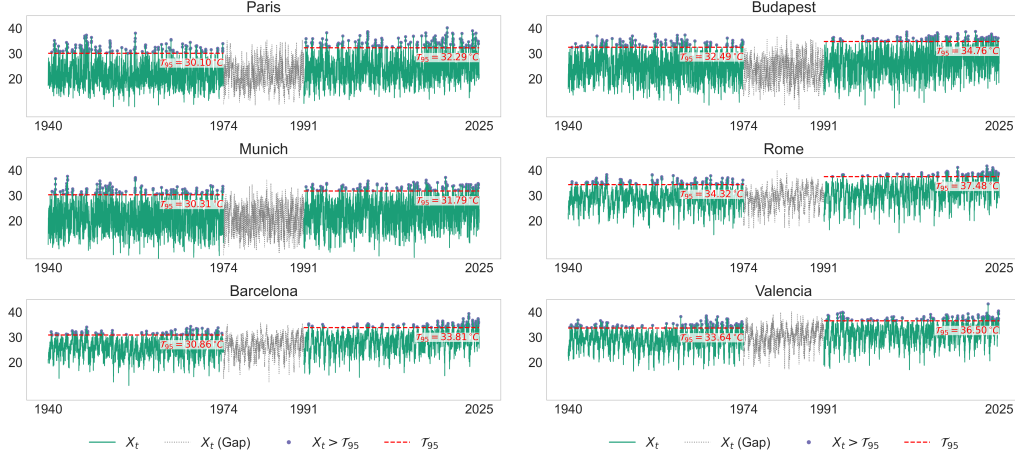 Paris
40
30
20
T₉₅ = 30.10 °C
T₉₅ = 32.29 °C
1940 1974 1991 2025
Budapest
40
30
20
T₉₅ = 32.49 °C
T₉₅ = 34.76 °C
1940 1974 1991 2025
Munich
40
30
20
T₉₅ = 30.31 °C
T₉₅ = 31.79 °C
1940 1974 1991 2025
Rome
40
30
20
T₉₅ = 34.32 °C
T₉₅ = 37.48 °C
1940 1974 1991 2025
Barcelona
40
30
20
T₉₅ = 30.86 °C
T₉₅ = 33.81 °C
1940 1974 1991 2025
Valencia
40
30
20
T₉₅ = 33.64 °C
T₉₅ = 36.50 °C
1940 1974 1991 2025
Xₜ Xₜ (Gap) Xₜ > T₉₅ T₉₅
Xₜ Xₜ (Gap) Xₜ > T₉₅ T₉₅